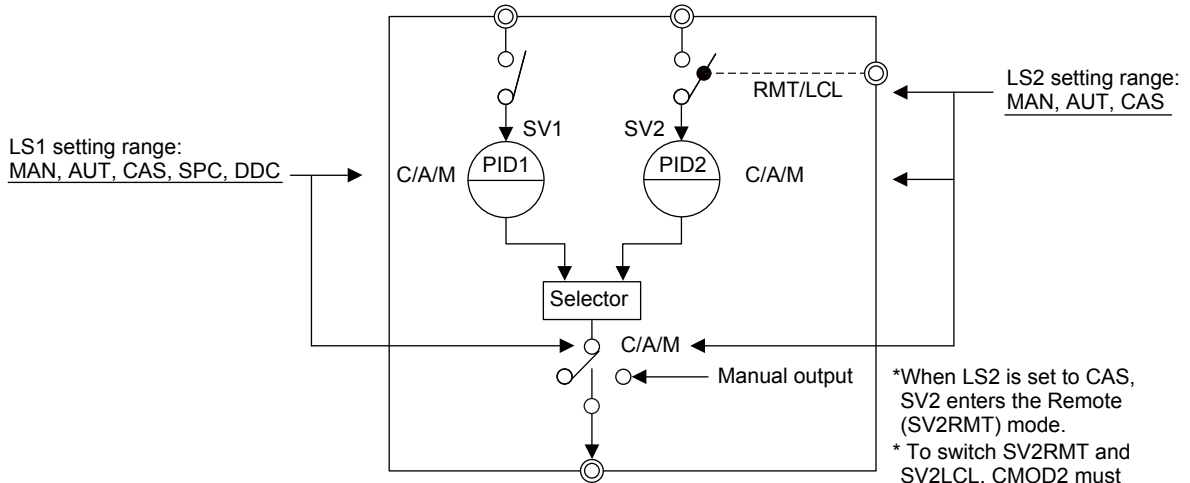 RMT/LCL
LS2 setting range:
MAN, AUT, CAS
SV1
SV2
LS1 setting range:
MAN, AUT, CAS, SPC, DDC
C/A/M
PID1
PID2
C/A/M
Selector
C/A/M
Manual output
*When LS2 is set to CAS,
SV2 enters the Remote
(SV2RMT) mode.
* To switch SV2RMT and
SV2LCL, CMOD2 must